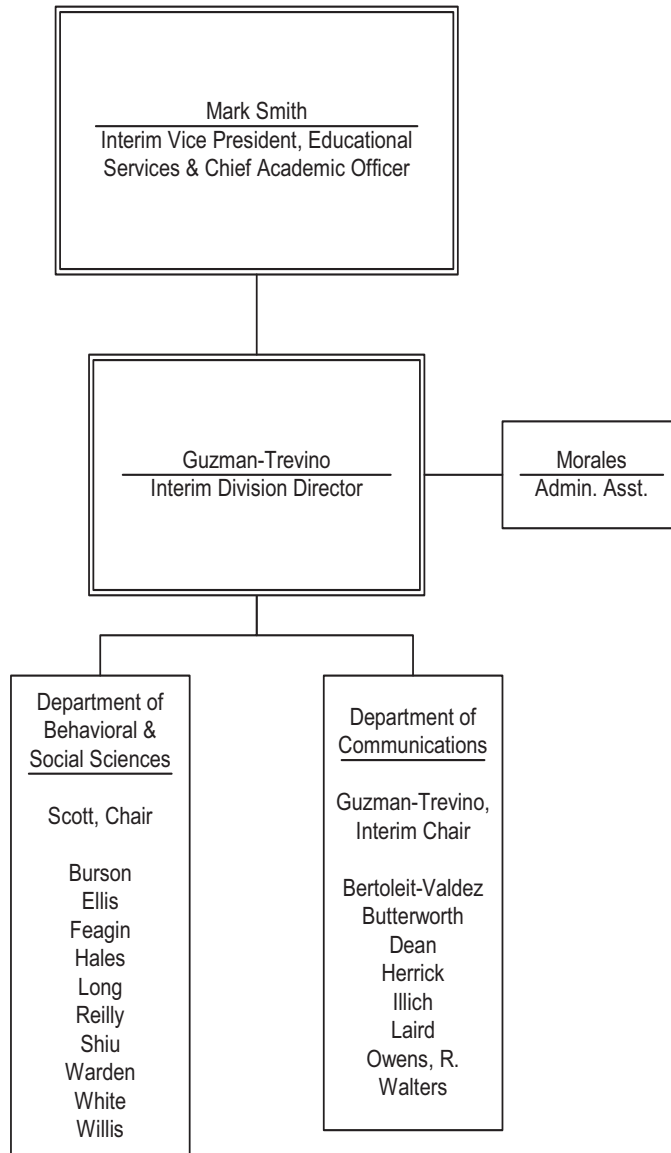 Mark Smith
Interim Vice President, Educational
Services & Chief Academic Officer
Guzman-Trevino
Interim Division Director
Morales
Admin. Asst.
Department of
Behavioral &
Social Sciences
Scott, Chair
Burson
Ellis
Feagin
Hales
Long
Reilly
Shiu
Warden
White
Willis
Department of
Communications
Guzman-Trevino,
Interim Chair
Bertoleit-Valdez
Butterworth
Dean
Herrick
Illich
Laird
Owens, R.
Walters